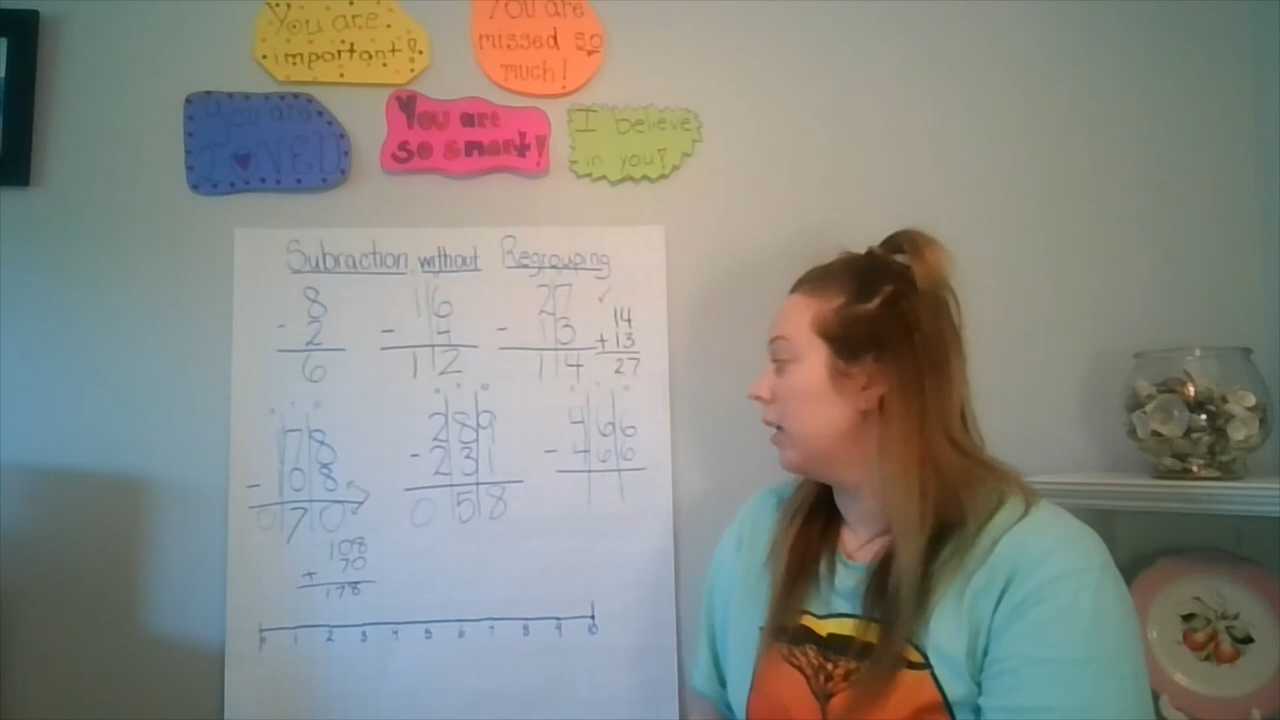 You are
important!
You are
missed so
much!
You are
LOVED
You are
so smart!
I believe
in you!
Subraction without Regrouping
8
- 2
6
16
- 4
12
27
- 13
14
14
+13
27
178
- 108
070
108
+ 70
178
289
- 231
058
466
- 466
0 1 2 3 4 5 6 7 8 9 10